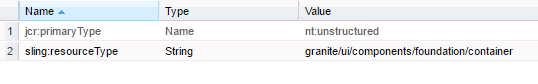 Name Type Value
1 jcr:primaryType Name nt:unstructured
2 sling:resourceType String granite/ui/components/foundation/container